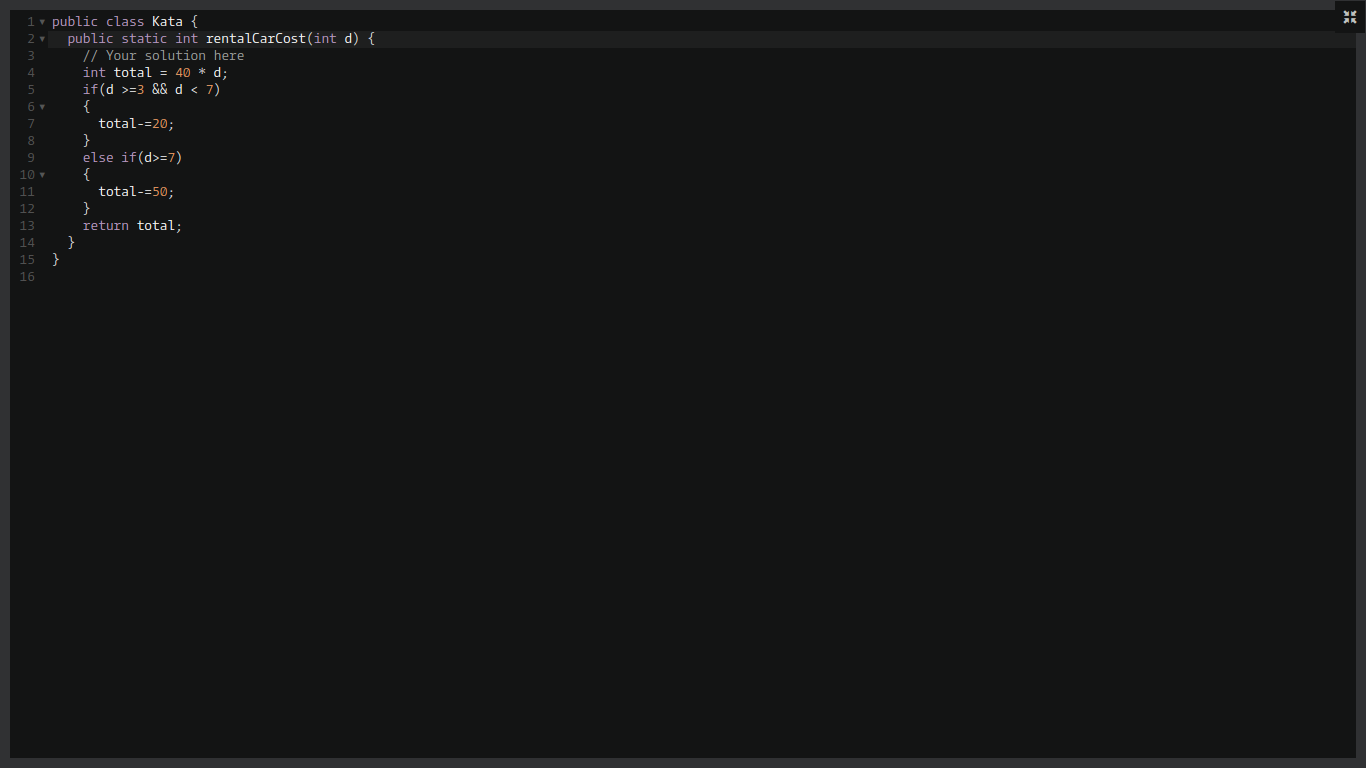 1 public class Kata {
2   public static int rentalCarCost(int d) {
3     // Your solution here
4     int total = 40 * d;
5     if(d >=3 && d < 7)
6     {
7       total-=20;
8     }
9     else if(d>=7)
10     {
11       total-=50;
12     }
13     return total;
14   }
15 }
16